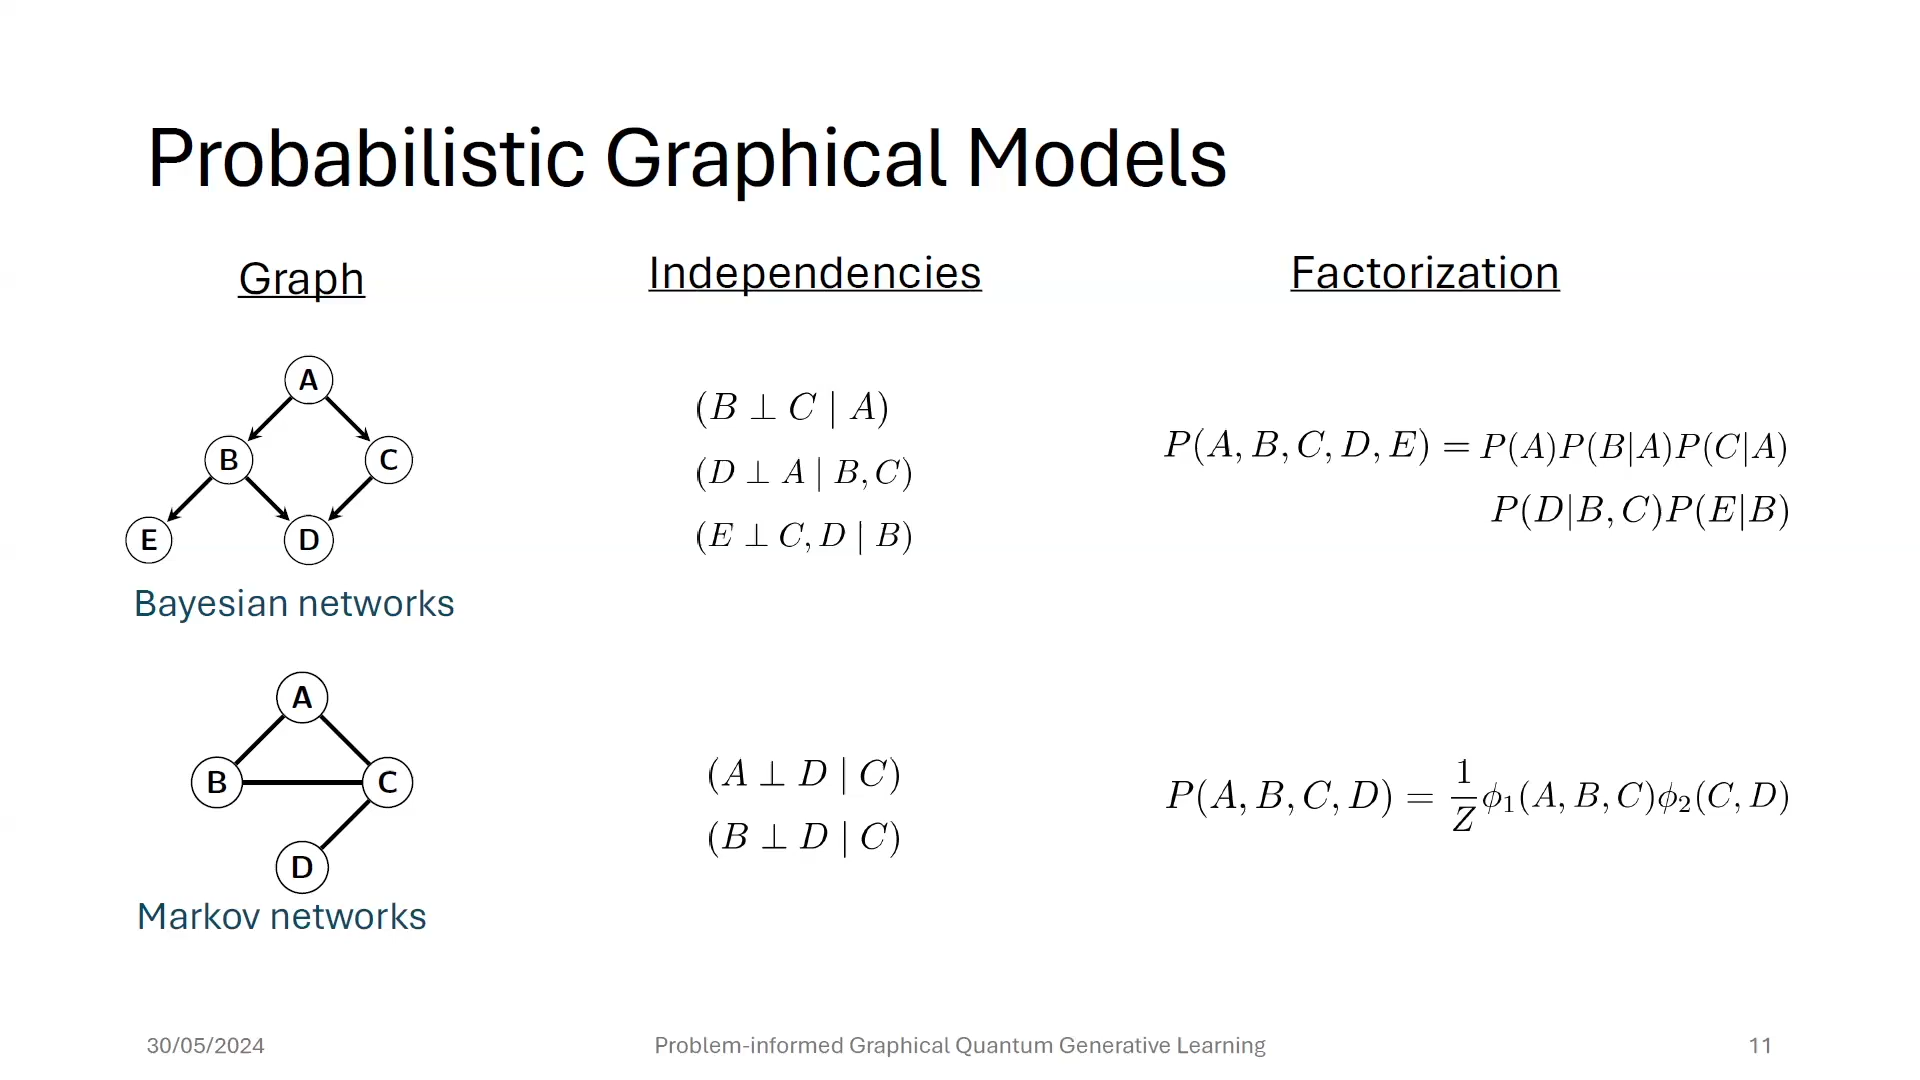 Probabilistic Graphical Models
Graph
Independencies
Factorization
A
B
C
E
D
Bayesian networks
(B ⊥ C | A)
(D ⊥ A | B, C)
(E ⊥ C, D | B)
P(A, B, C, D, E) = P(A)P(B|A)P(C|A)
P(D|B, C)P(E|B)
A
B
C
D
Markov networks
(A ⊥ D | C)
(B ⊥ D | C)
P(A, B, C, D) = 1/Z ϕ₁(A, B, C)ϕ₂(C, D)
30/05/2024
Problem-informed Graphical Quantum Generative Learning
11